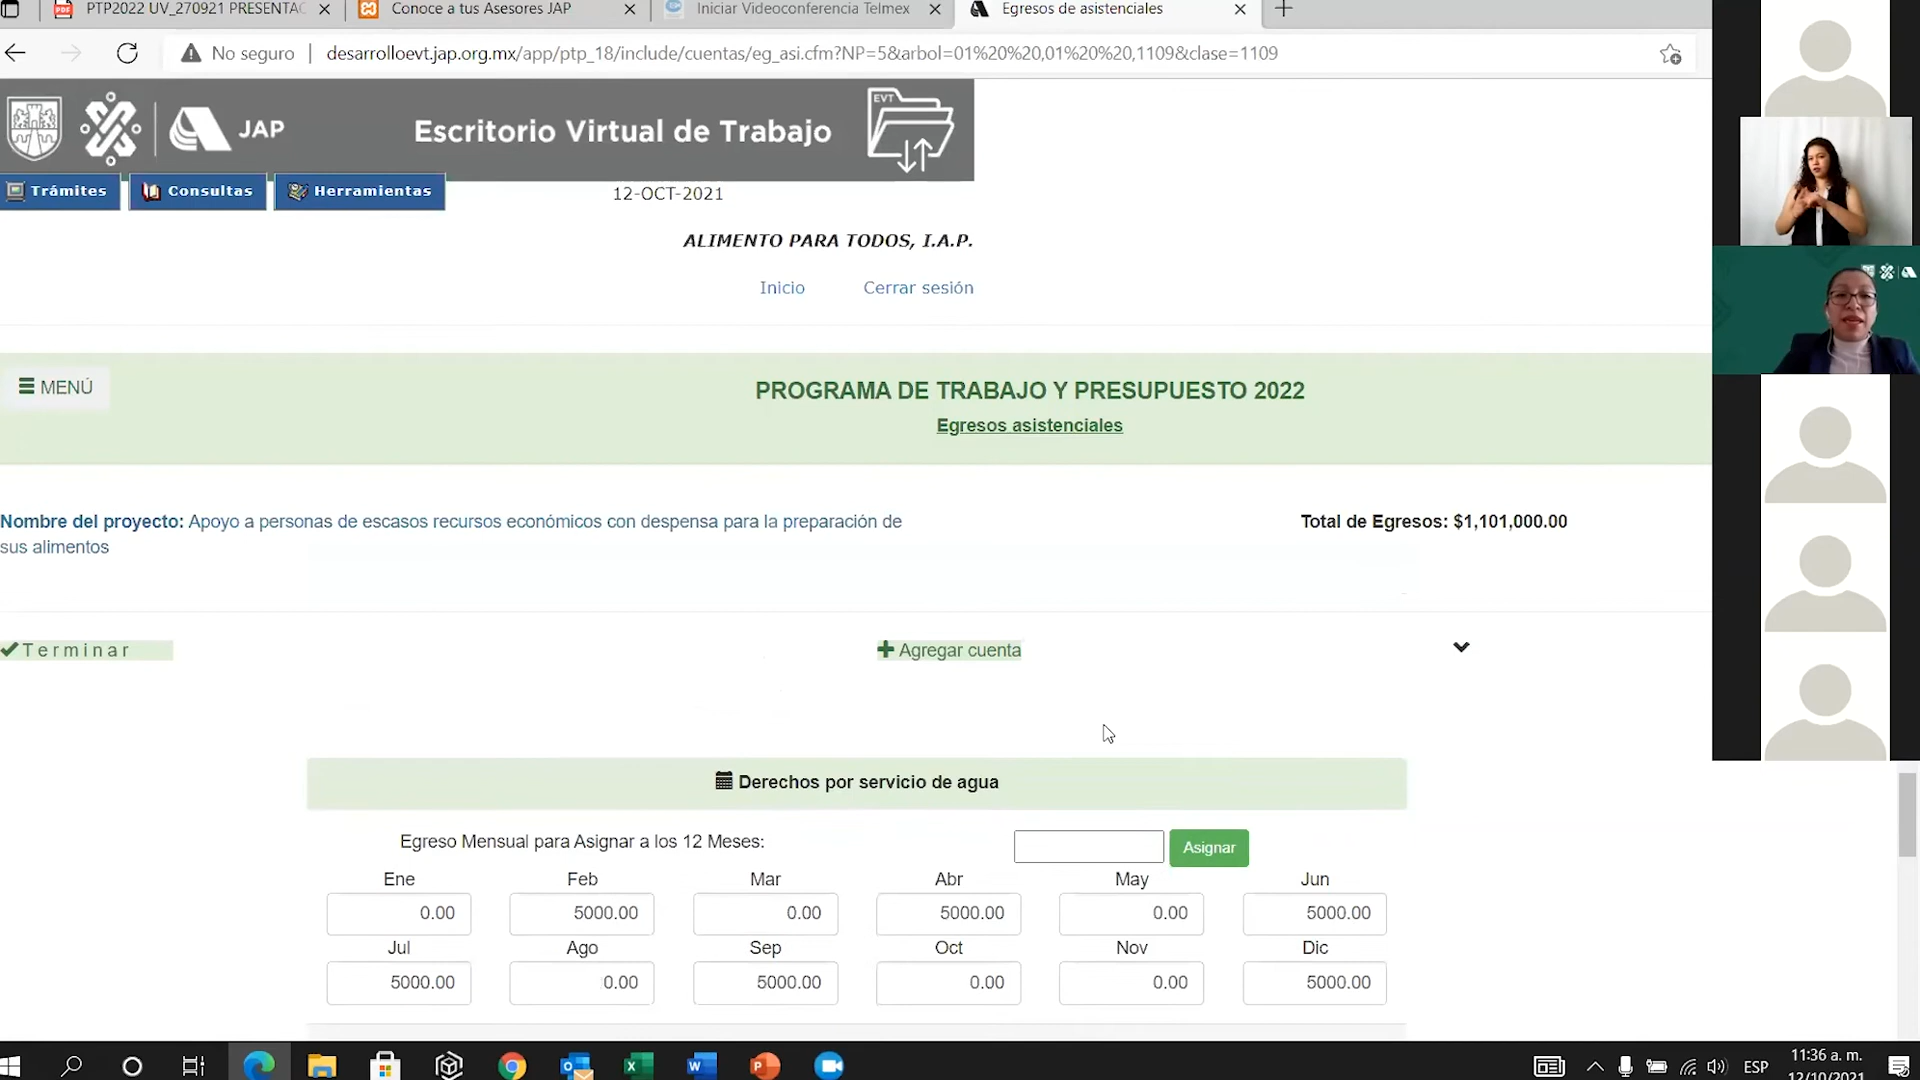 PTP2022 UV_270921 PRESENTAC
Conoce a tus Asesores JAP
Iniciar Videoconferencia Telmex
Egresos de asistenciales
No seguro
desarrolloevt.jap.org.mx/app/ptp_18/include/cuentas/eg_asi.cfm?NP=5&arbol=01%20%20,01%20%20,1109&clase=1109
JAP
Escritorio Virtual de Trabajo
EVT
Trámites
Consultas
Herramientas
12-OCT-2021
ALIMENTO PARA TODOS, I.A.P.
Inicio
Cerrar sesión
MENÚ
PROGRAMA DE TRABAJO Y PRESUPUESTO 2022
Egresos asistenciales
Nombre del proyecto: Apoyo a personas de escasos recursos económicos con despensa para la preparación de
sus alimentos
Total de Egresos: $1,101,000.00
Terminar
Agregar cuenta
Derechos por servicio de agua
Egreso Mensual para Asignar a los 12 Meses:
Asignar
Ene Feb Mar Abr May Jun
0.00 5000.00 0.00 5000.00 0.00 5000.00
Jul Ago Sep Oct Nov Dic
5000.00 0.00 5000.00 0.00 0.00 5000.00
ESP
11:36 a. m.
12/10/2021